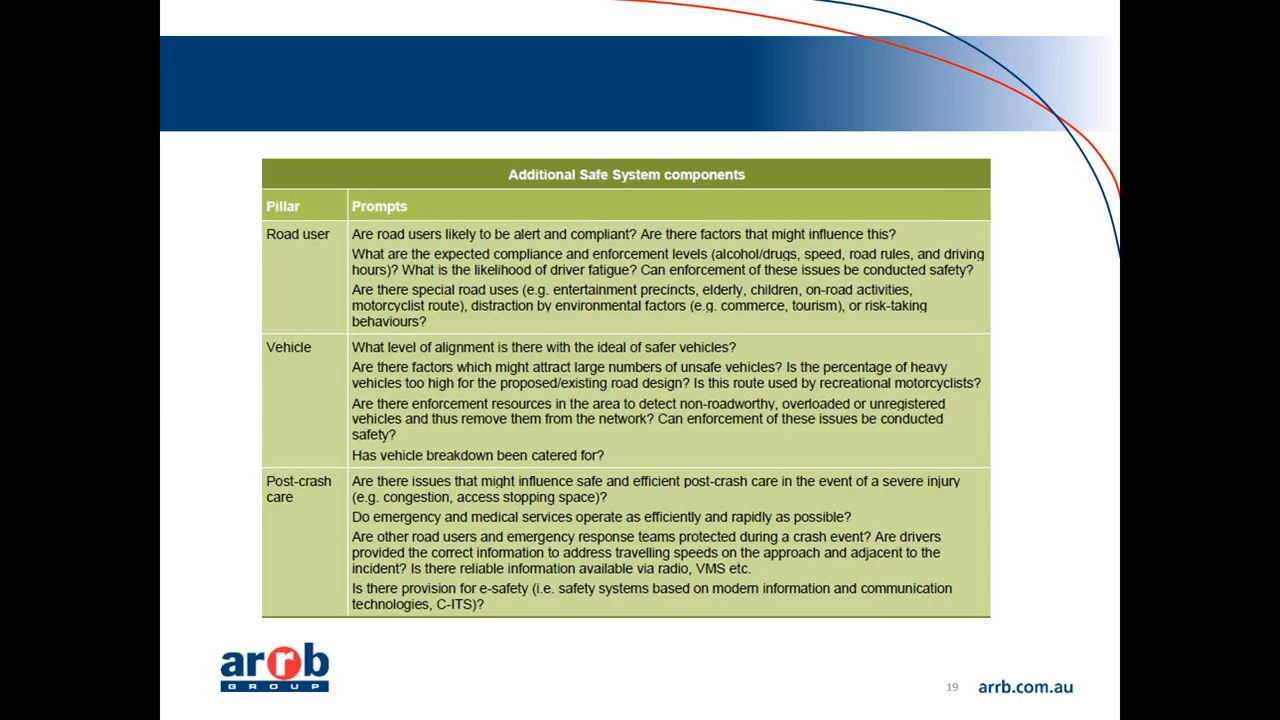 Additional Safe System components
Pillar
Prompts
Road user
Are road users likely to be alert and compliant? Are there factors that might influence this?
What are the expected compliance and enforcement levels (alcohol/drugs, speed, road rules, and driving
hours)? What is the likelihood of driver fatigue? Can enforcement of these issues be conducted safety?
Are there special road uses (e.g. entertainment precincts, elderly, children, on-road activities,
motorcyclist route), distraction by environmental factors (e.g. commerce, tourism), or risk-taking
behaviours?
Vehicle
What level of alignment is there with the ideal of safer vehicles?
Are there factors which might attract large numbers of unsafe vehicles? Is the percentage of heavy
vehicles too high for the proposed/existing road design? Is this route used by recreational motorcyclists?
Are there enforcement resources in the area to detect non-roadworthy, overloaded or unregistered
vehicles and thus remove them from the network? Can enforcement of these issues be conducted
safety?
Has vehicle breakdown been catered for?
Post-crash
care
Are there issues that might influence safe and efficient post-crash care in the event of a severe injury
(e.g. congestion, access stopping space)?
Do emergency and medical services operate as efficiently and rapidly as possible?
Are other road users and emergency response teams protected during a crash event? Are drivers
provided the correct information to address travelling speeds on the approach and adjacent to the
incident? Is there reliable information available via radio, VMS etc.
Is there provision for e-safety (i.e. safety systems based on modern information and communication
technologies, C-ITS)?
arrb
GROUP
19
arrb.com.au